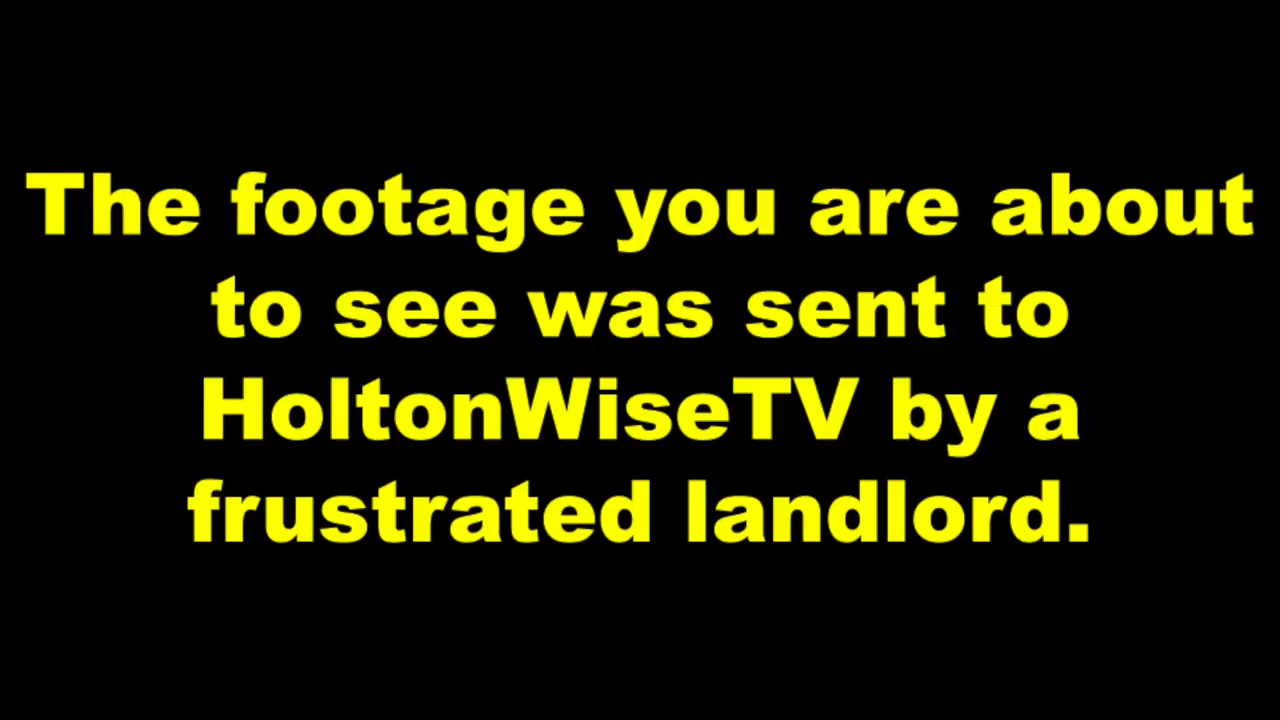 The footage you are about
to see was sent to
HoltonWiseTV by a
frustrated landlord.